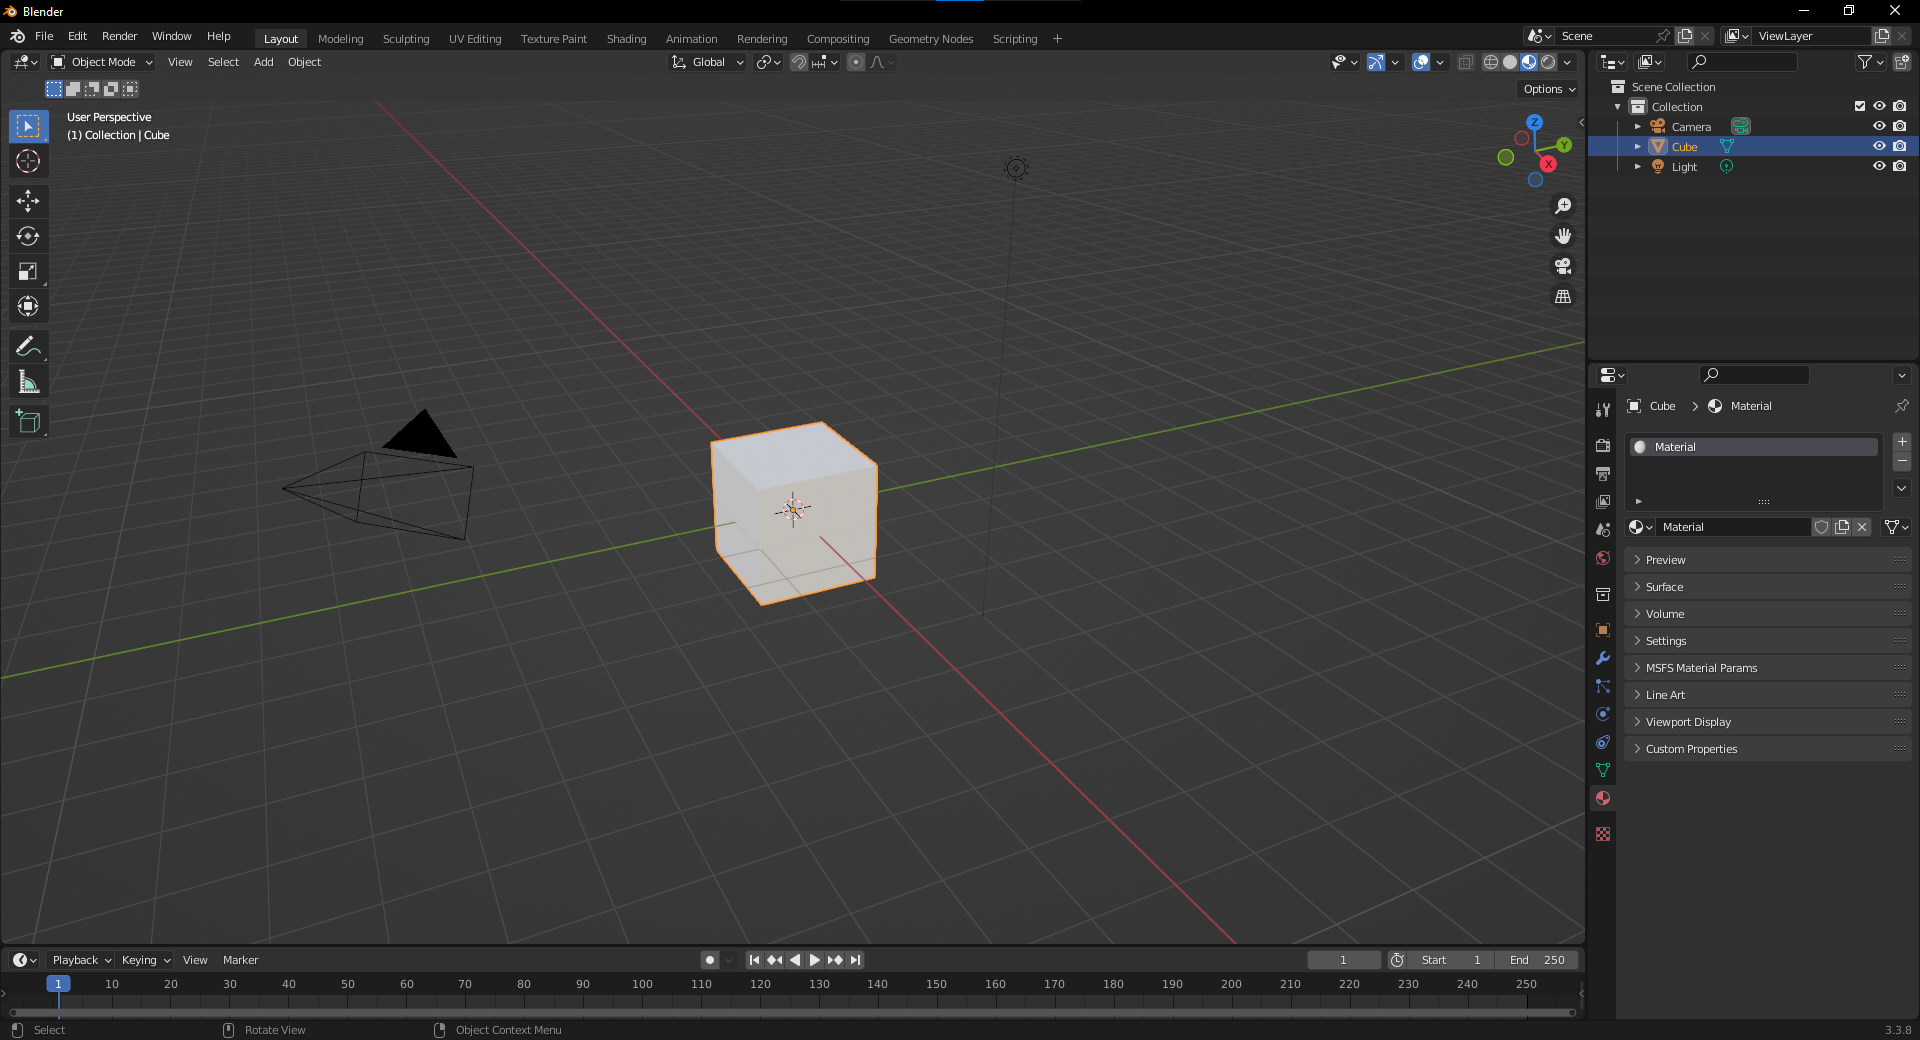 Blender
File Edit Render Window Help Layout Modeling Sculpting UV Editing Texture Paint Shading Animation Rendering Compositing Geometry Nodes Scripting + Scene ViewLayer
Object Mode View Select Add Object Global
Options
User Perspective
(1) Collection | Cube
Z
Y
X
Scene Collection
Collection
Camera
Cube
Light
Cube > Material
Material
Material
Preview
Surface
Volume
Settings
MSFS Material Params
Line Art
Viewport Display
Custom Properties
Playback Keying View Marker 1 Start 1 End 250
1 10 20 30 40 50 60 70 80 90 100 110 120 130 140 150 160 170 180 190 200 210 220 230 240 250
Select Rotate View Object Context Menu 3.3.8